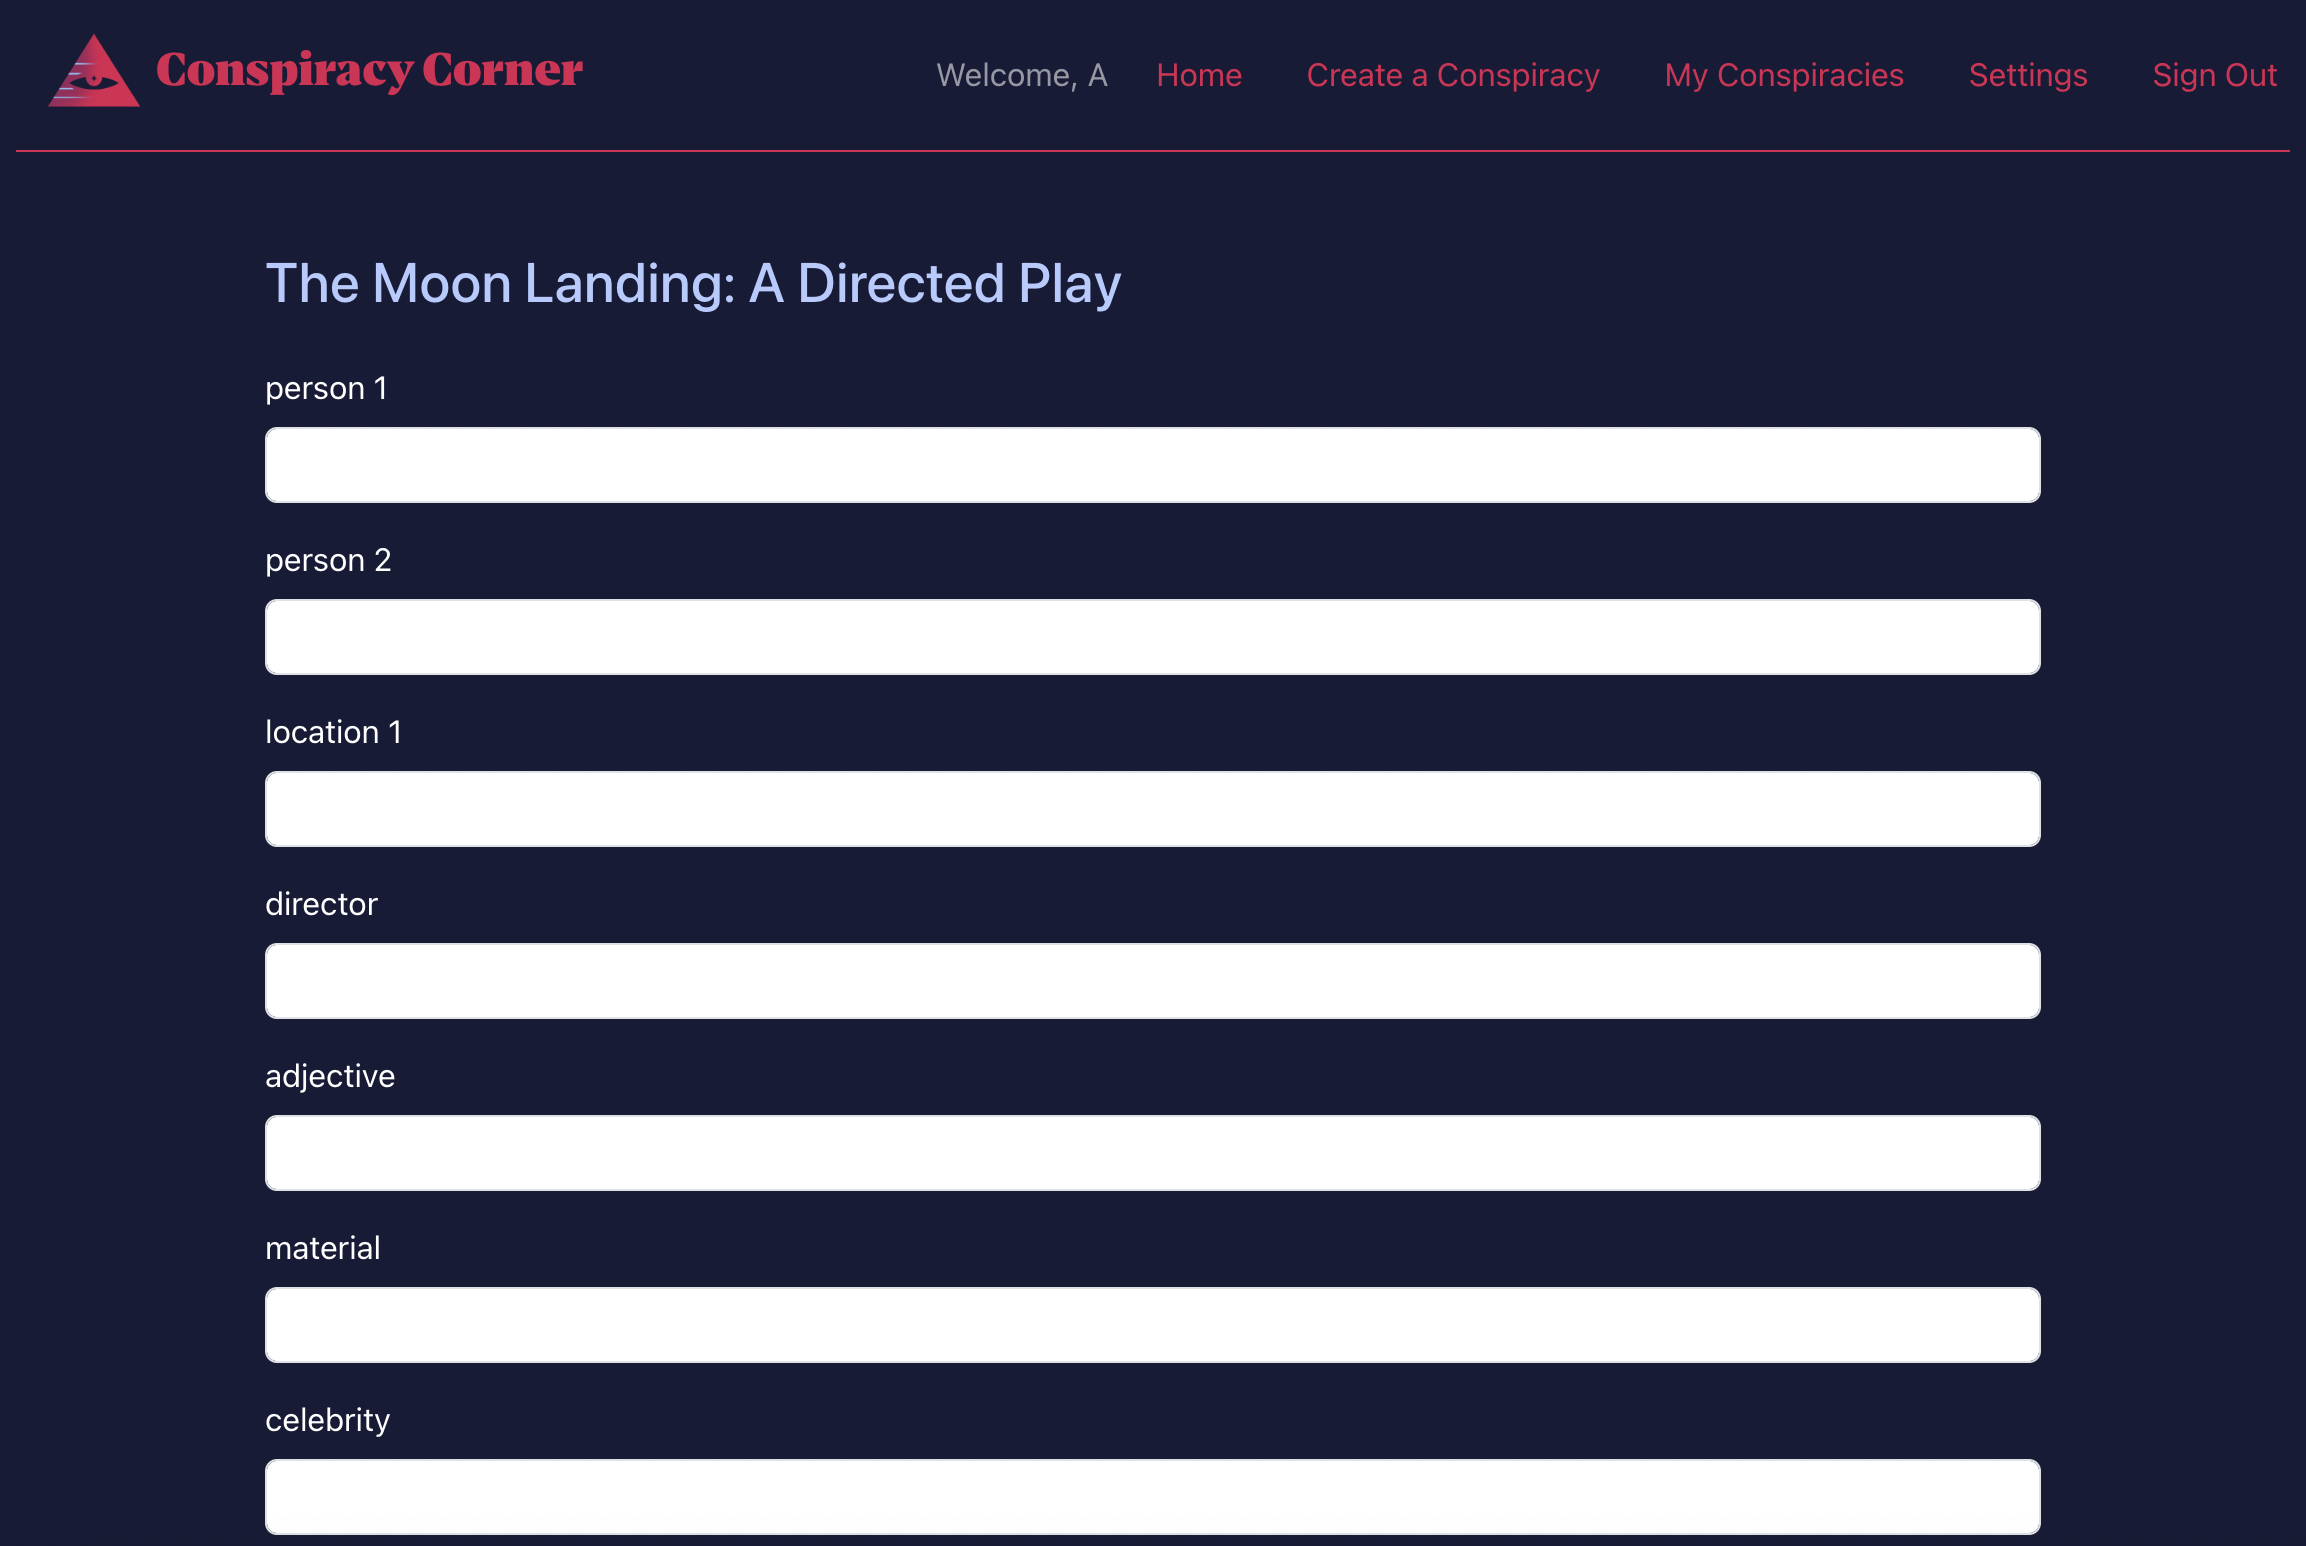 Conspiracy Corner
Welcome, A Home Create a Conspiracy My Conspiracies Settings Sign Out
The Moon Landing: A Directed Play
person 1
person 2
location 1
director
adjective
material
celebrity